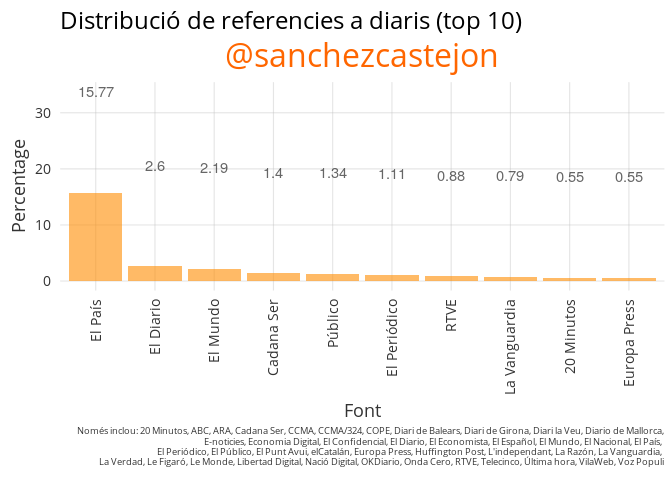 Distribució de referencies a diaris (top 10)
@sanchezcastejon
Percentage
30
20
10
0
15.77
2.6
2.19
1.4
1.34
1.11
0.88
0.79
0.55
0.55
El País
El Diario
El Mundo
Cadana Ser
Público
El Periódico
RTVE
La Vanguardia
20 Minutos
Europa Press
Font
Només inclou: 20 Minutos, ABC, ARA, Cadana Ser, CCMA, CCMA/324, COPE, Diari de Balears, Diari de Girona, Diari la Veu, Diario de Mallorca,
E-noticies, Economia Digital, El Confidencial, El Diario, El Economista, El Español, El Mundo, El Nacional, El País,
El Periódico, El Público, El Punt Avui, elCatalán, Europa Press, Huffington Post, L'independant, La Razón, La Vanguardia,
La Verdad, Le Figaró, Le Monde, Libertad Digital, Nació Digital, OKDiario, Onda Cero, RTVE, Telecinco, Última hora, VilaWeb, Voz Populi